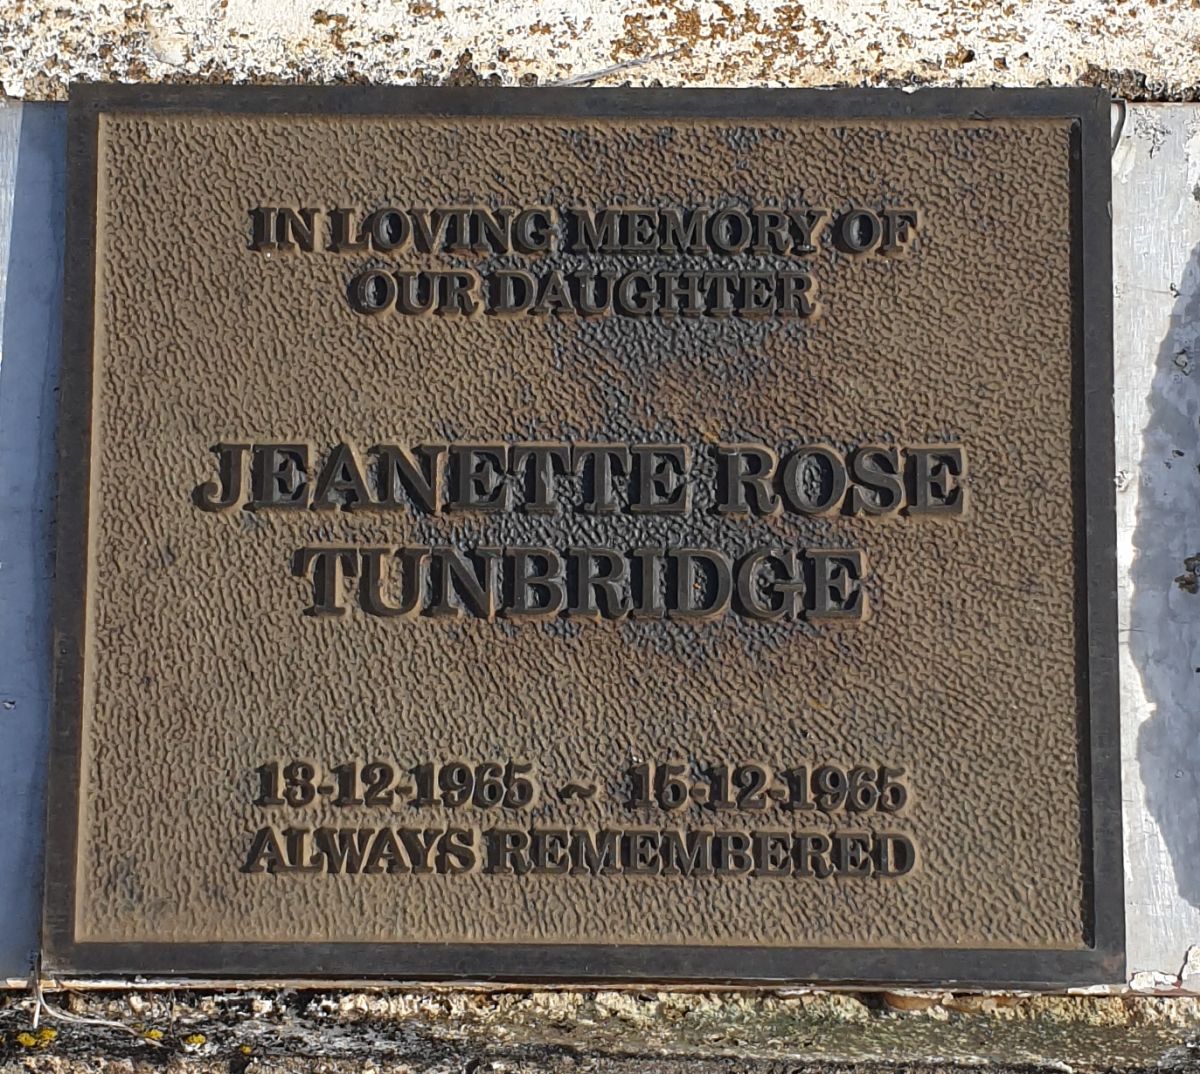 IN LOVING MEMORY OF
OUR DAUGHTER
JEANETTE ROSE
TUNBRIDGE
13-12-1965 ~ 15-12-1965
ALWAYS REMEMBERED